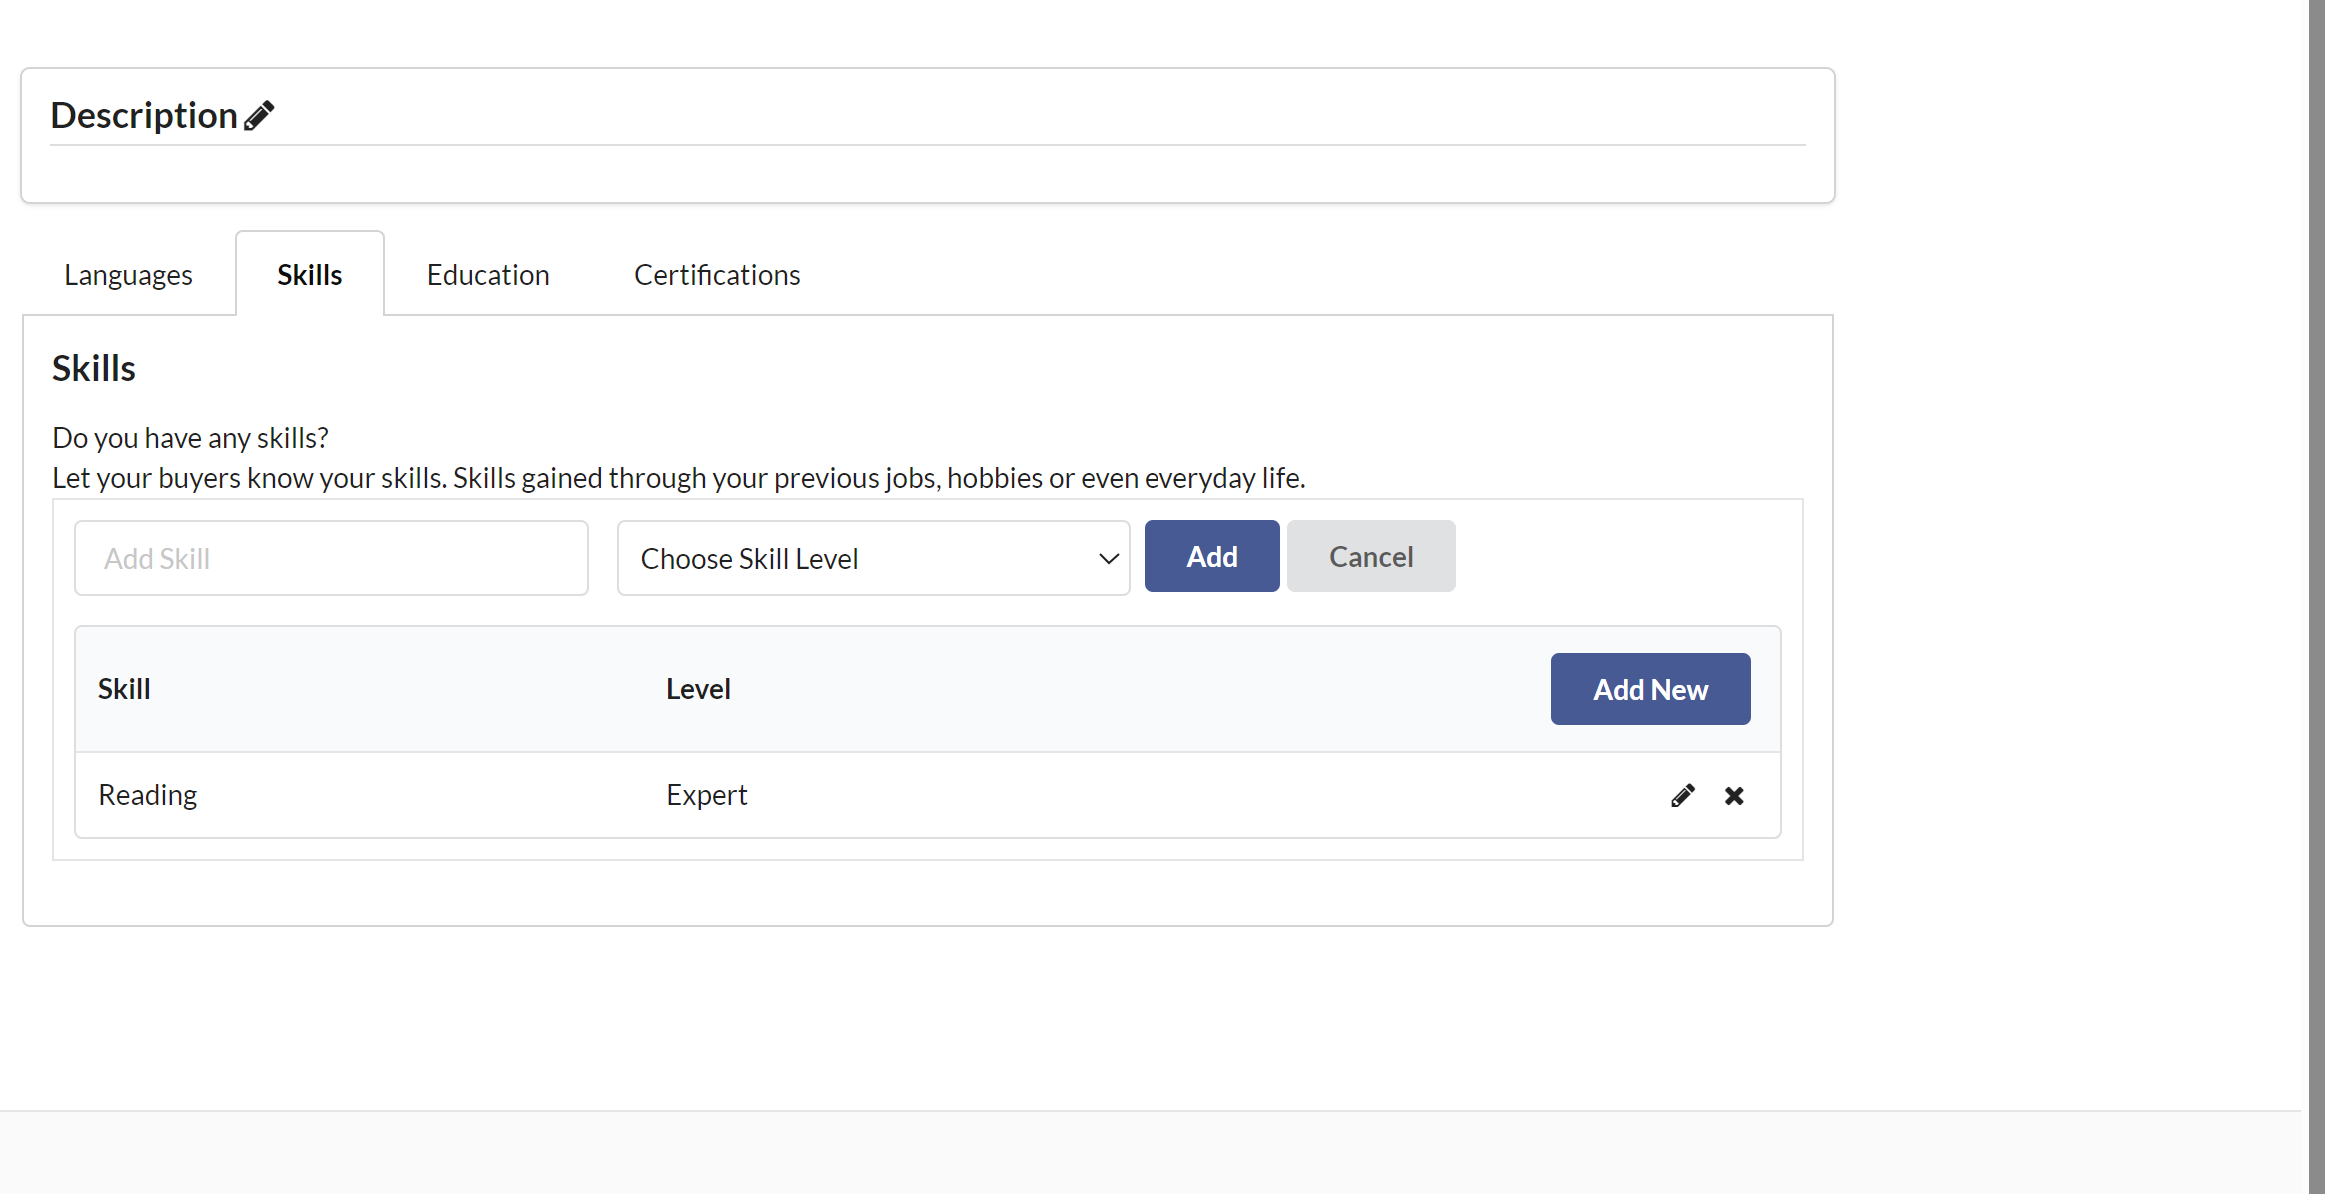 Description
Languages Skills Education Certifications
Skills
Do you have any skills?
Let your buyers know your skills. Skills gained through your previous jobs, hobbies or even everyday life.
Add Skill Choose Skill Level Add Cancel
Skill Level Add New
Reading Expert